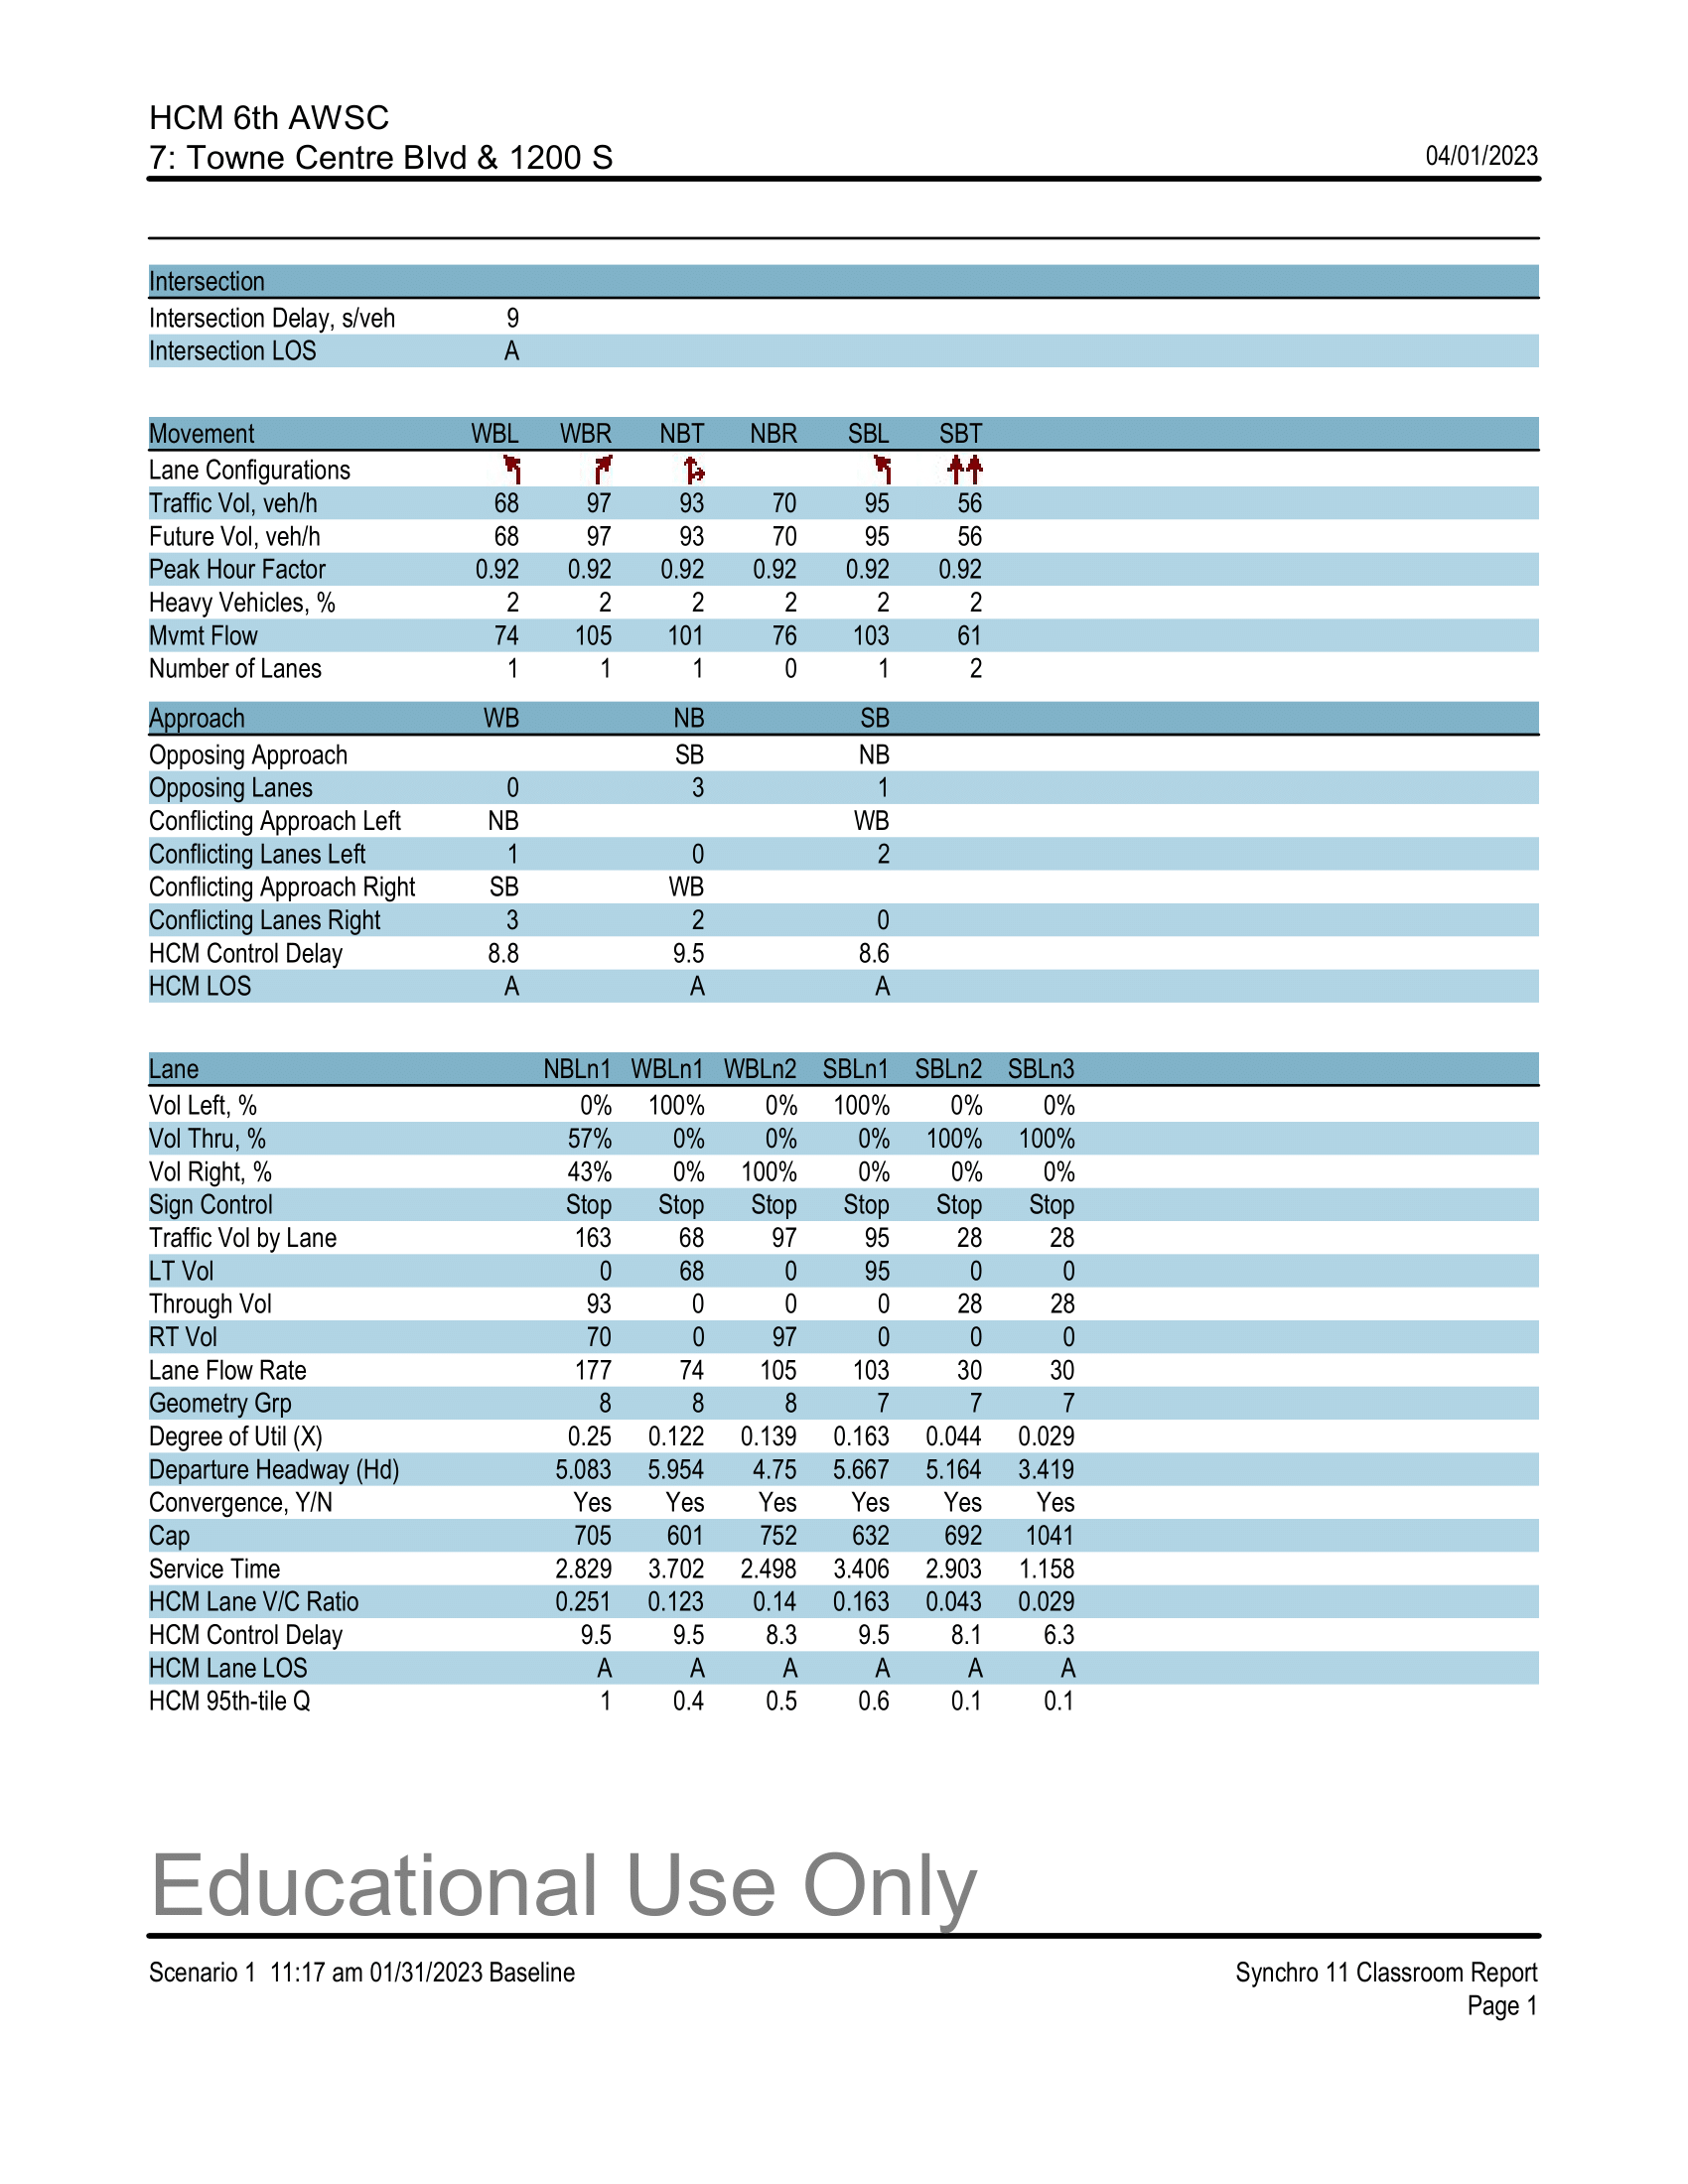 HCM 6th AWSC
7: Towne Centre Blvd & 1200 S 04/01/2023
Intersection
Intersection Delay, s/veh 9
Intersection LOS A
Movement WBL WBR NBT NBR SBL SBT
Lane Configurations
Traffic Vol, veh/h 68 97 93 70 95 56
Future Vol, veh/h 68 97 93 70 95 56
Peak Hour Factor 0.92 0.92 0.92 0.92 0.92 0.92
Heavy Vehicles, % 2 2 2 2 2 2
Mvmt Flow 74 105 101 76 103 61
Number of Lanes 1 1 1 0 1 2
Approach WB NB SB
Opposing Approach SB NB
Opposing Lanes 0 3 1
Conflicting Approach Left NB WB
Conflicting Lanes Left 1 0 2
Conflicting Approach Right SB WB
Conflicting Lanes Right 3 2 0
HCM Control Delay 8.8 9.5 8.6
HCM LOS A A A
Lane NBLn1 WBLn1 WBLn2 SBLn1 SBLn2 SBLn3
Vol Left, % 0% 100% 0% 100% 0% 0%
Vol Thru, % 57% 0% 0% 0% 100% 100%
Vol Right, % 43% 0% 100% 0% 0% 0%
Sign Control Stop Stop Stop Stop Stop Stop
Traffic Vol by Lane 163 68 97 95 28 28
LT Vol 0 68 0 95 0 0
Through Vol 93 0 0 0 28 28
RT Vol 70 0 97 0 0 0
Lane Flow Rate 177 74 105 103 30 30
Geometry Grp 8 8 8 7 7 7
Degree of Util (X) 0.25 0.122 0.139 0.163 0.044 0.029
Departure Headway (Hd) 5.083 5.954 4.75 5.667 5.164 3.419
Convergence, Y/N Yes Yes Yes Yes Yes Yes
Cap 705 601 752 632 692 1041
Service Time 2.829 3.702 2.498 3.406 2.903 1.158
HCM Lane V/C Ratio 0.251 0.123 0.14 0.163 0.043 0.029
HCM Control Delay 9.5 9.5 8.3 9.5 8.1 6.3
HCM Lane LOS A A A A A A
HCM 95th-tile Q 1 0.4 0.5 0.6 0.1 0.1
Educational Use Only
Scenario 1 11:17 am 01/31/2023 Baseline Synchro 11 Classroom Report
Page 1